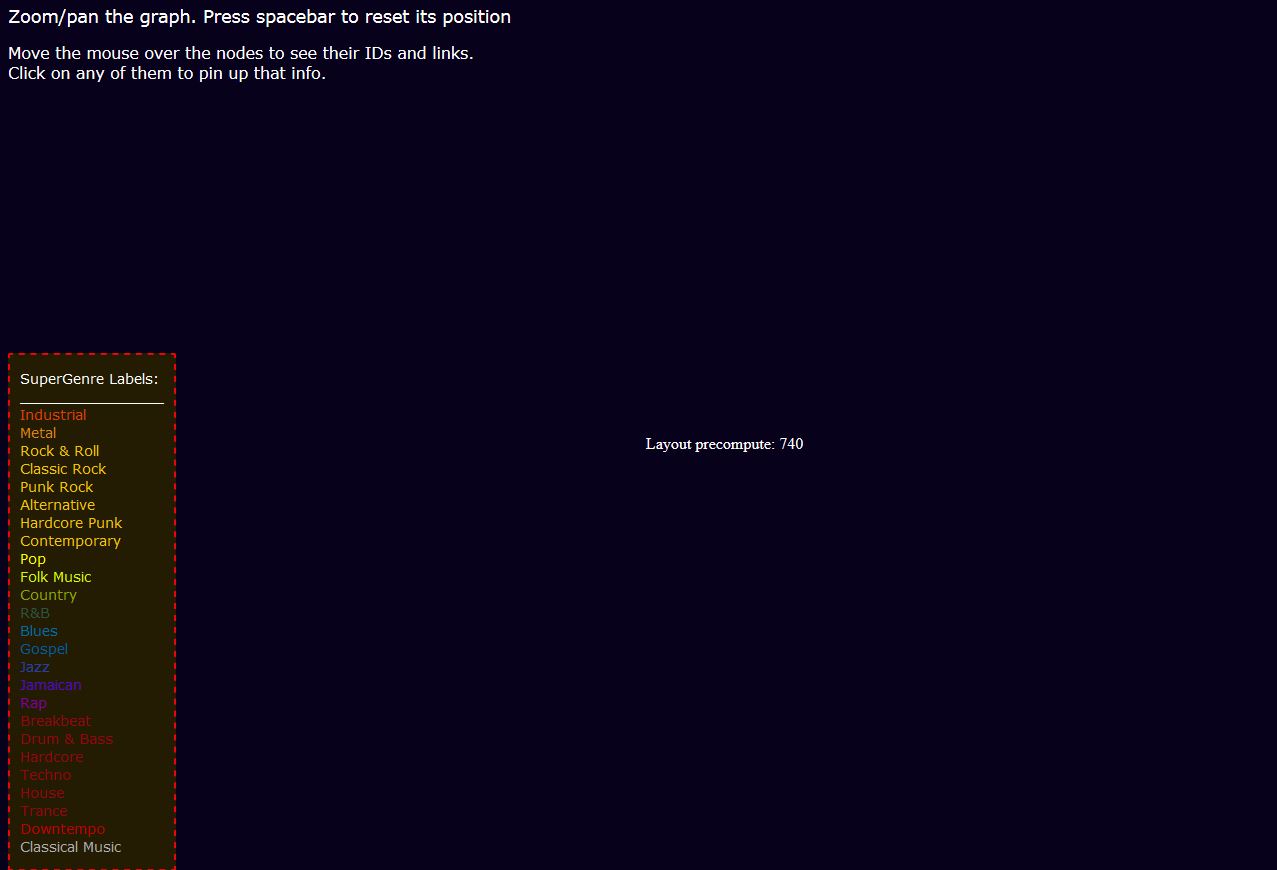 Zoom/pan the graph. Press spacebar to reset its position
Move the mouse over the nodes to see their IDs and links.
Click on any of them to pin up that info.
Layout precompute: 740
SuperGenre Labels:
Industrial
Metal
Rock & Roll
Classic Rock
Punk Rock
Alternative
Hardcore Punk
Contemporary
Pop
Folk Music
Country
R&B
Blues
Gospel
Jazz
Jamaican
Rap
Breakbeat
Drum & Bass
Hardcore
Techno
House
Trance
Downtempo
Classical Music